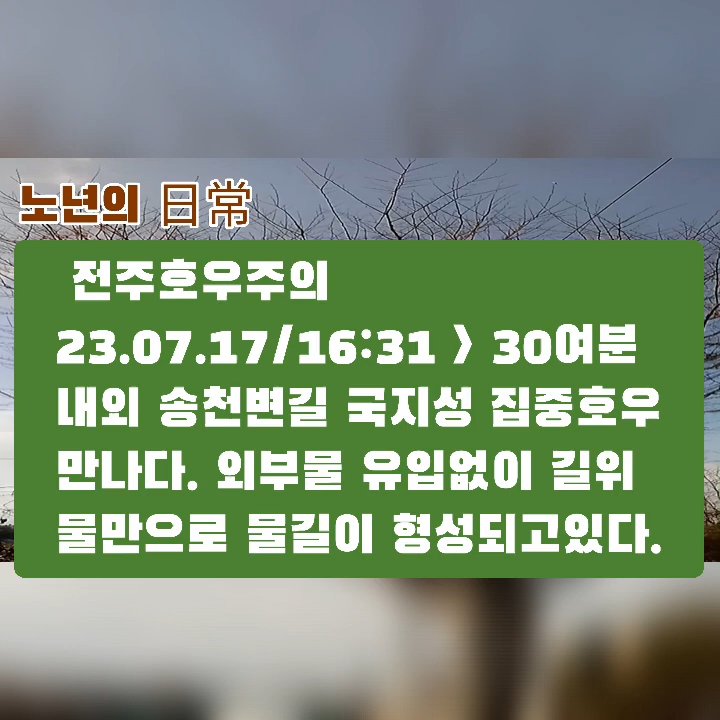 노년의 日常
전주호우주의
23.07.17/16:31 > 30여분
내외 송천변길 국지성 집중호우
만나다. 외부물 유입없이 길위
물만으로 물길이 형성되고있다.